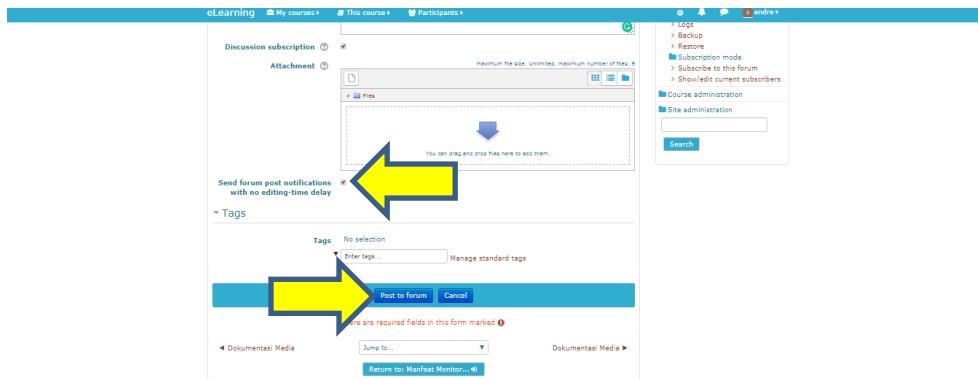 eLearning My courses This course Participants andre
Logs
Backup
Restore
Subscription mode
Subscribe to this forum
Show/edit current subscribers
Course administration
Site administration
Search
Discussion subscription
Attachment
Maximum file size: Unlimited, maximum number of files: 9
Files
You can drag and drop files here to add them.
Send forum post notifications
with no editing-time delay
Tags
Tags No selection
Enter tags... Manage standard tags
Post to forum Cancel
are required fields in this form marked
Dokumentasi Media Jump to... Dokumentasi Media
Return to: Manfaat Monitor...